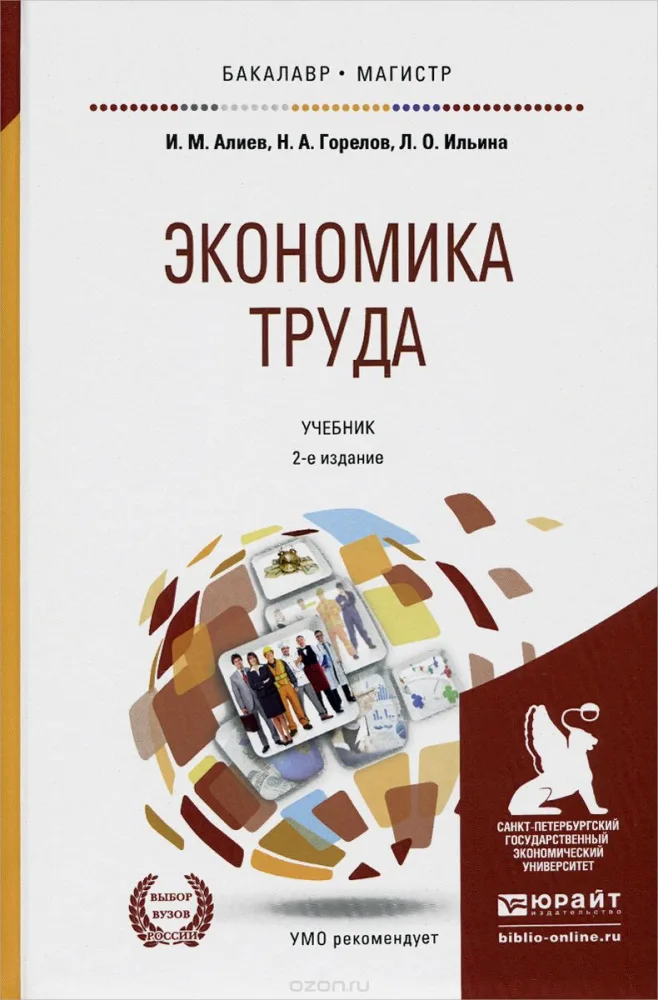 БАКАЛАВР • МАГИСТР
И. М. Алиев, Н. А. Горелов, Л. О. Ильина
ЭКОНОМИКА
ТРУДА
УЧЕБНИК
2-е издание
САНКТ-ПЕТЕРБУРГСКИЙ
ГОСУДАРСТВЕННЫЙ
ЭКОНОМИЧЕСКИЙ
УНИВЕРСИТЕТ
ВЫБОР
ВУЗОВ
РОССИИ
УМО рекомендует
юрайт
издательство
biblio-online.ru
ozon.ru